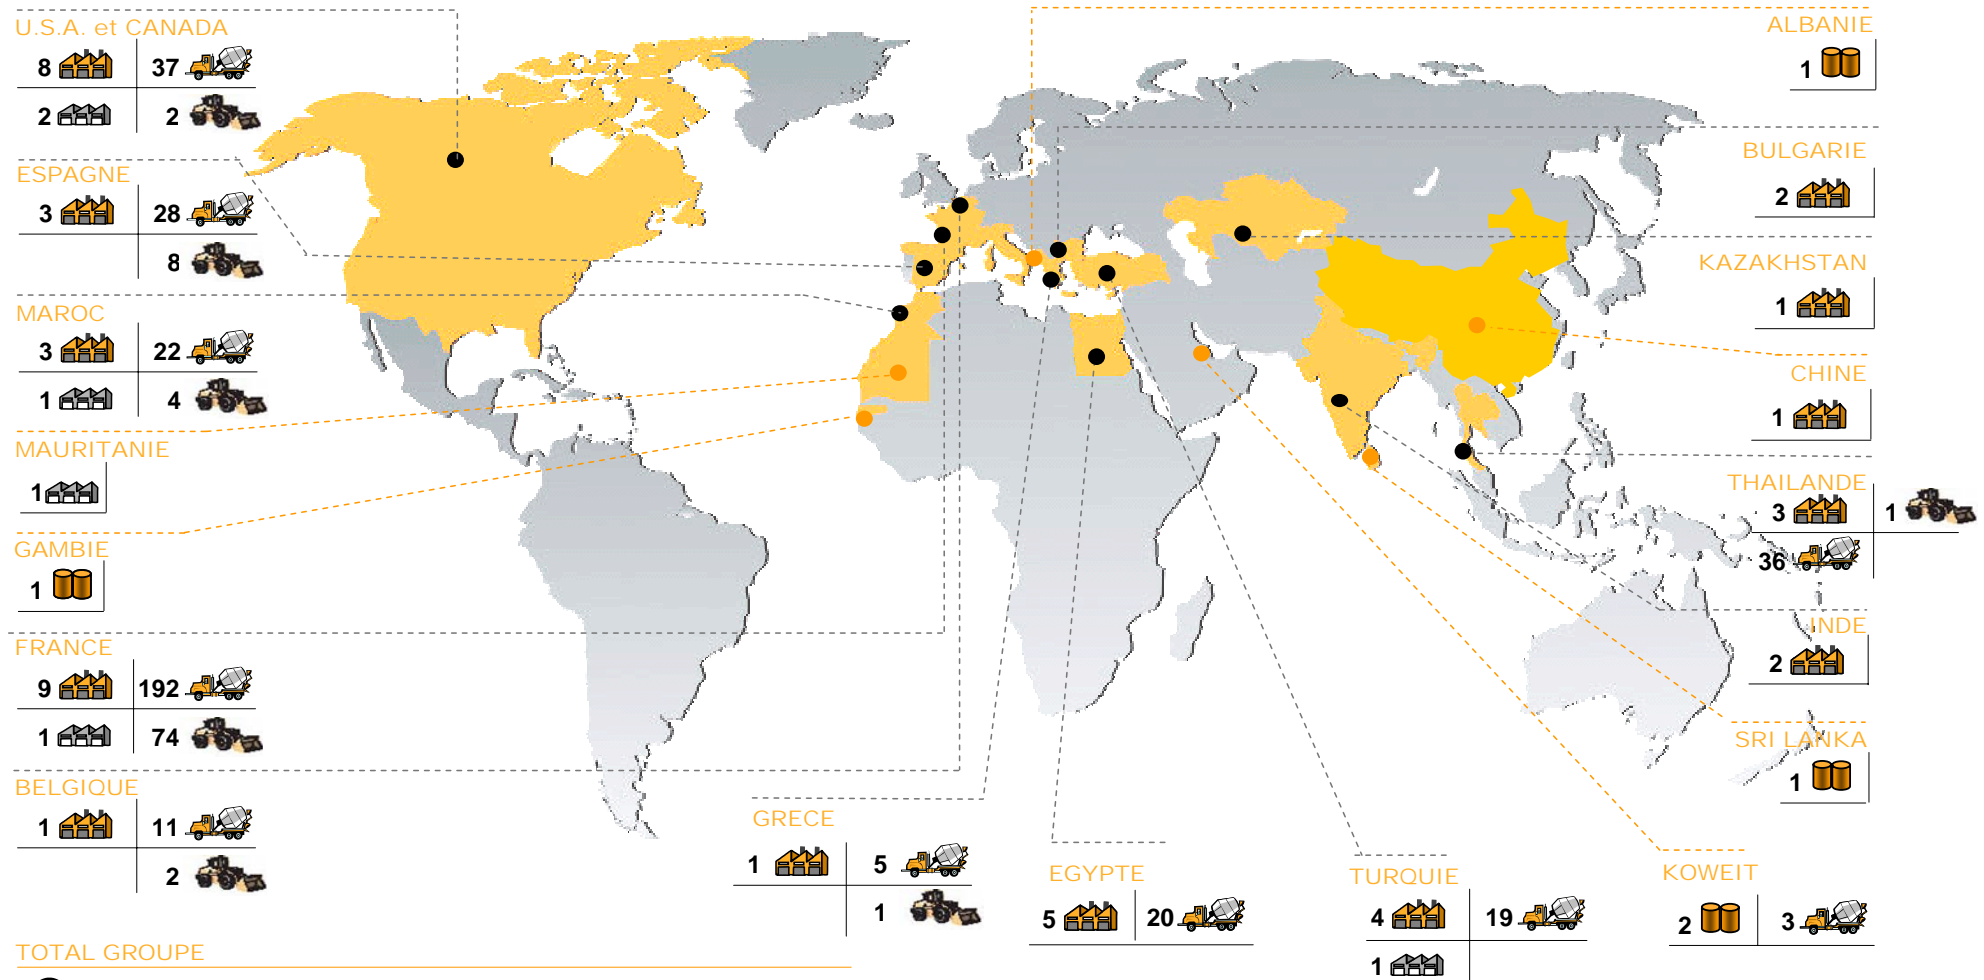 U.S.A. et CANADA
8 37
2 2
ESPAGNE
3 28
8
MAROC
3 22
1 4
MAURITANIE
1
GAMBIE
1
FRANCE
9 192
1 74
BELGIQUE
1 11
2
TOTAL GROUPE
GRECE
1 5
1
EGYPTE
5 20
TURQUIE
4 19
1
KOWEIT
2 3
ALBANIE
1
BULGARIE
2
KAZAKHSTAN
1
CHINE
1
THAILANDE
3 1
36
INDE
2
SRI LANKA
1